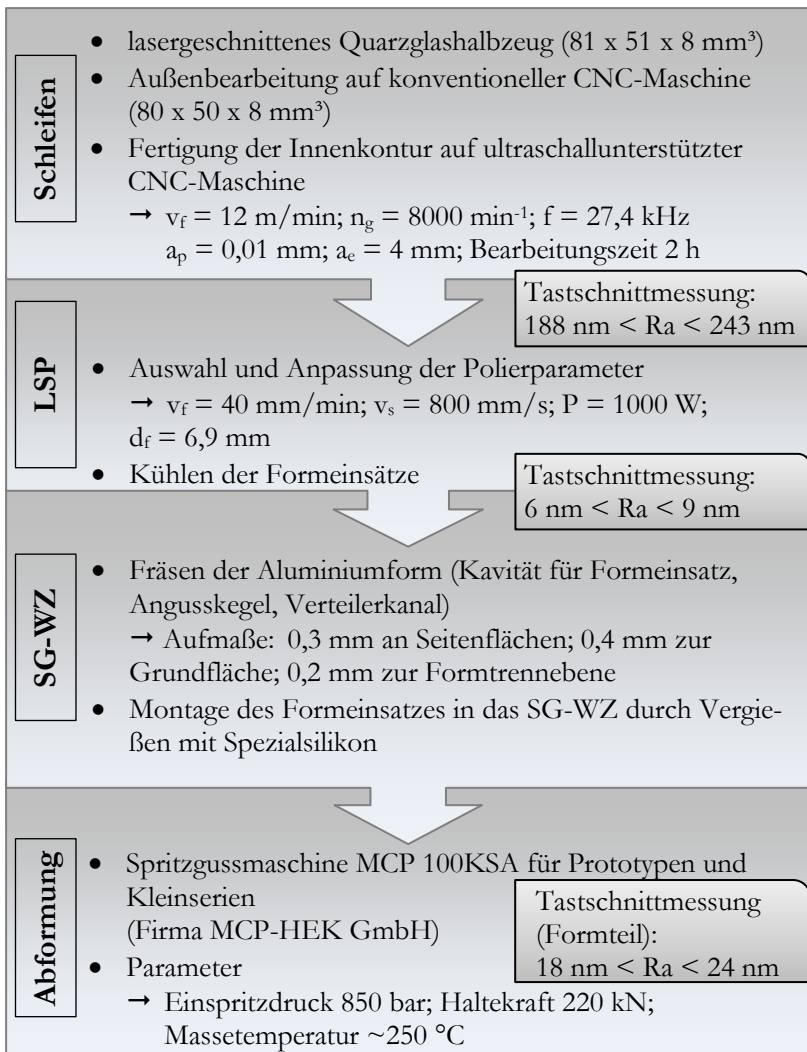 Schleifen
• lasergeschnittenes Quarzglashalbzeug (81 x 51 x 8 mm³)
• Außenbearbeitung auf konventioneller CNC-Maschine
(80 x 50 x 8 mm³)
• Fertigung der Innenkontur auf ultraschallunterstützter
CNC-Maschine
→ v_f = 12 m/min; n_g = 8000 min⁻¹; f = 27,4 kHz
a_p = 0,01 mm; a_e = 4 mm; Bearbeitungszeit 2 h
Tastschnittmessung:
188 nm < Ra < 243 nm
LSP
• Auswahl und Anpassung der Polierparameter
→ v_f = 40 mm/min; v_s = 800 mm/s; P = 1000 W;
d_f = 6,9 mm
• Kühlen der Formeinsätze
Tastschnittmessung:
6 nm < Ra < 9 nm
SG-WZ
• Fräsen der Aluminiumform (Kavität für Formeinsatz,
Angusskegel, Verteilerkanal)
→ Aufmaße: 0,3 mm an Seitenflächen; 0,4 mm zur
Grundfläche; 0,2 mm zur Formtrennebene
• Montage des Formeinsatzes in das SG-WZ durch Vergie-
ßen mit Spezialsilikon
Abformung
• Spritzgussmaschine MCP 100KSA für Prototypen und
Kleinserien
(Firma MCP-HEK GmbH)
• Parameter
→ Einspritzdruck 850 bar; Haltekraft 220 kN;
Massetemperatur ~250 °C
Tastschnittmessung
(Formteil):
18 nm < Ra < 24 nm